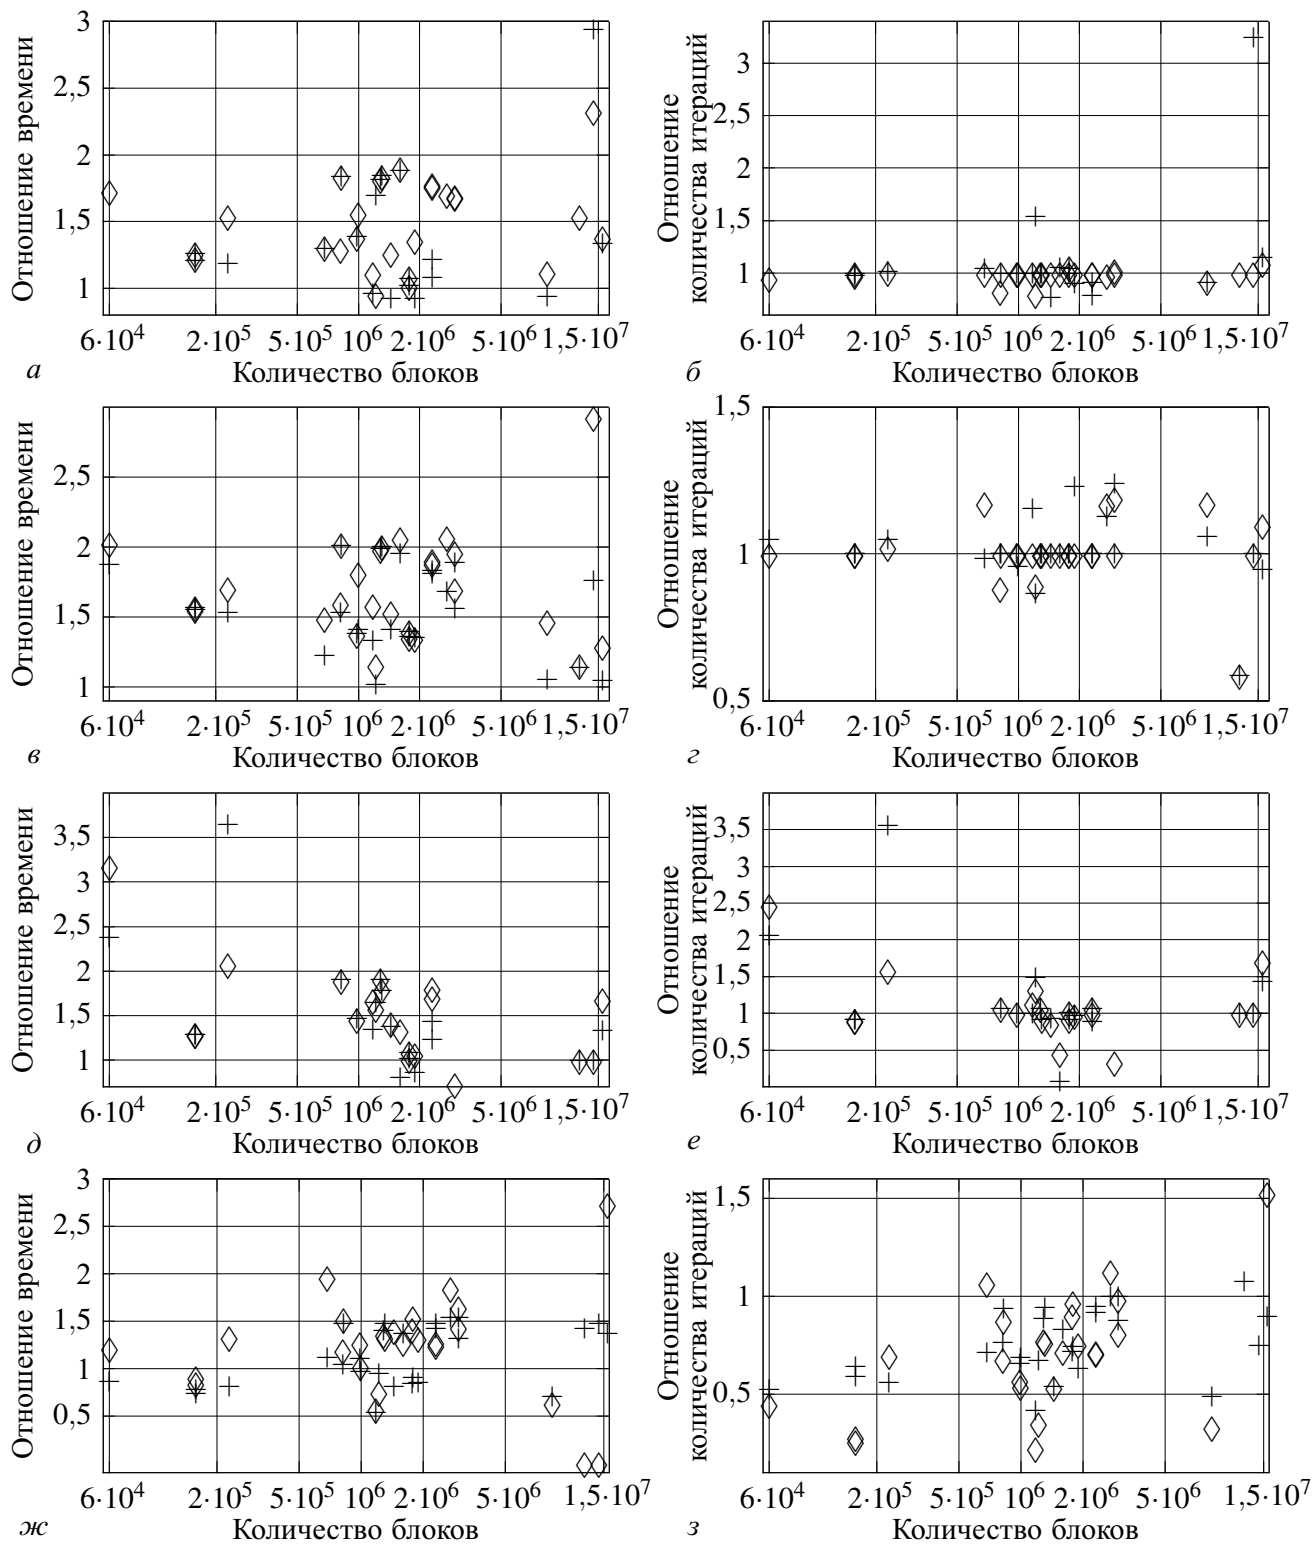 Отношение времени
3
2,5
2
1.5
1
6·10⁴ 2·10⁵ 5·10⁵ 10⁶ 2·10⁶ 5·10⁶ 1,5·10⁷
Количество блоков
а
Отношение
количества итераций
3
2,5
2
1,5
1
6·10⁴ 2·10⁵ 5·10⁵ 10⁶ 2·10⁶ 5·10⁶ 1,5·10⁷
Количество блоков
б
Отношение времени
2,5
2
1,5
1
6·10⁴ 2·10⁵ 5·10⁵ 10⁶ 2·10⁶ 5·10⁶ 1,5·10⁷
Количество блоков
в
Отношение
количества итераций
1,5
1
0,5
6·10⁴ 2·10⁵ 5·10⁵ 10⁶ 2·10⁶ 5·10⁶ 1,5·10⁷
Количество блоков
г
Отношение времени
3,5
3
2,5
2
1.5
1
6·10⁴ 2·10⁵ 5·10⁵ 10⁶ 2·10⁶ 5·10⁶ 1,5·10⁷
Количество блоков
д
Отношение
количества итераций
3,5
3
2,5
2
1,5
1
0,5
6·10⁴ 2·10⁵ 5·10⁵ 10⁶ 2·10⁶ 5·10⁶ 1,5·10⁷
Количество блоков
е
Отношение времени
3
2,5
2
1,5
1
0,5
6·10⁴ 2·10⁵ 5·10⁵ 10⁶ 2·10⁶ 5·10⁶ 1,5·10⁷
Количество блоков
ж
Отношение
количества итераций
1,5
1
0,5
6·10⁴ 2·10⁵ 5·10⁵ 10⁶ 2·10⁶ 5·10⁶ 1,5·10⁷
Количество блоков
з